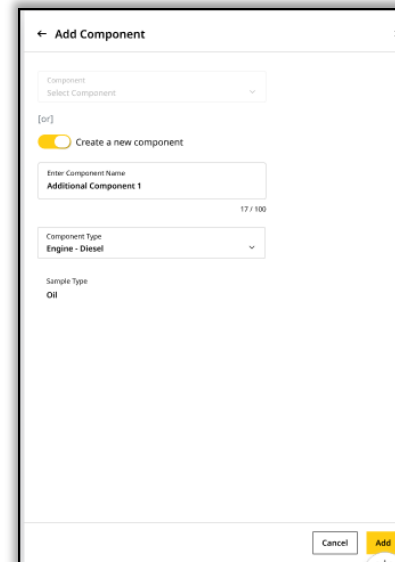 ← Add Component
Component
Select Component
[or]
Create a new component
Enter Component Name
Additional Component 1
17 / 100
Component Type
Engine - Diesel
Sample Type
Oil
Cancel
Add